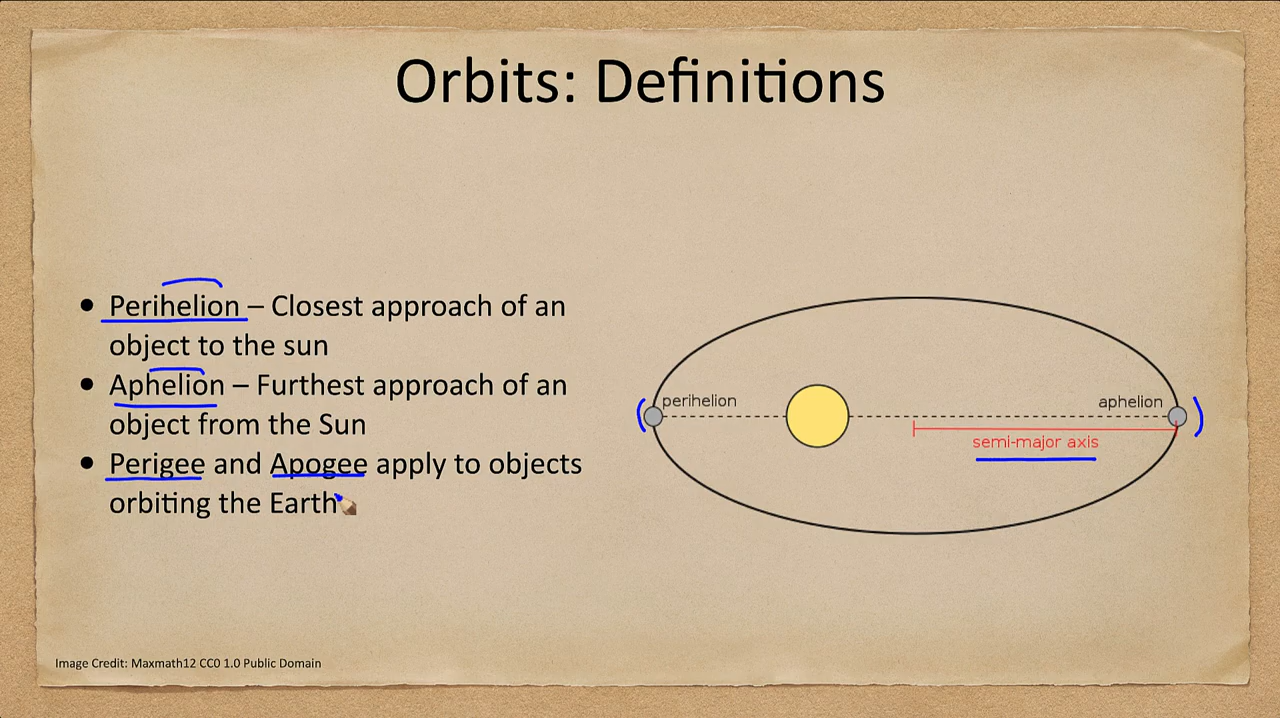 Orbits: Definitions
• Perihelion – Closest approach of an
object to the sun
• Aphelion – Furthest approach of an
object from the Sun
• Perigee and Apogee apply to objects
orbiting the Earth
perihelion
aphelion
semi-major axis
Image Credit: Maxmath12 CC0 1.0 Public Domain